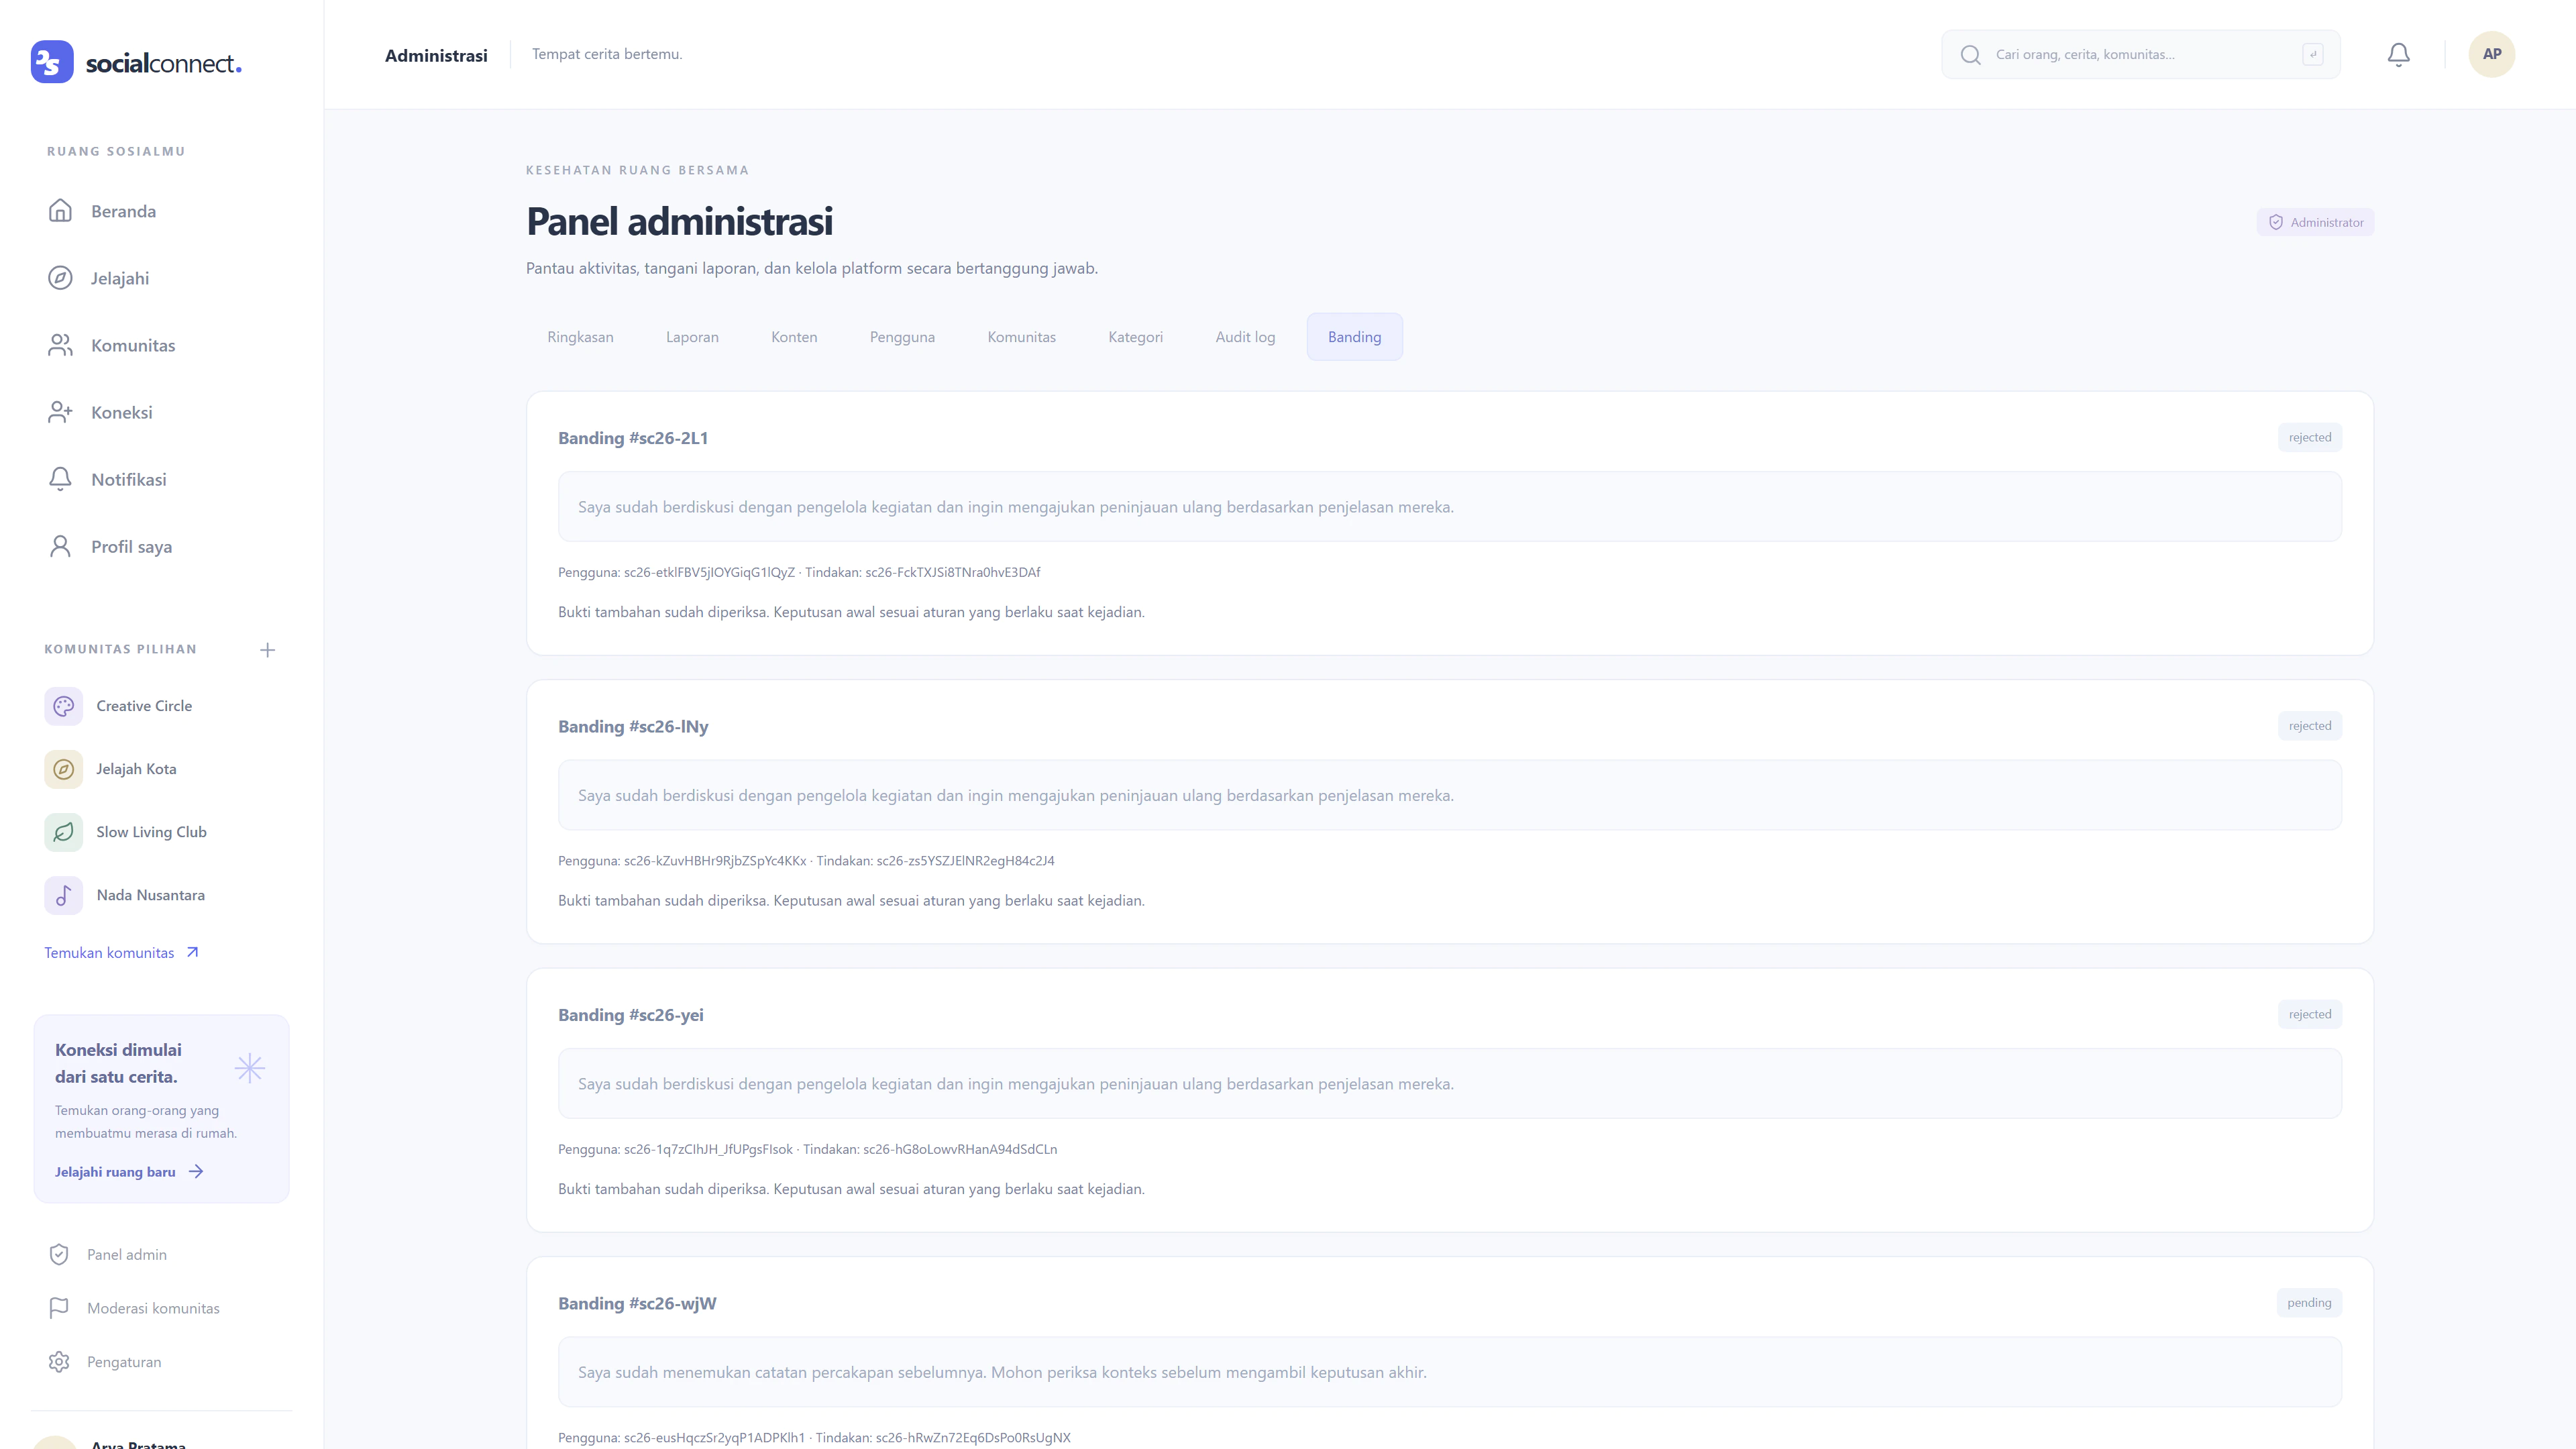 socialconnect.
RUANG SOSIALMU
Beranda
Jelajahi
Komunitas
Koneksi
Notifikasi
Profil saya
KOMUNITAS PILIHAN
Creative Circle
Jelajah Kota
Slow Living Club
Nada Nusantara
Temukan komunitas
Koneksi dimulai
dari satu cerita.
Temukan orang-orang yang
membuatmu merasa di rumah.
Jelajahi ruang baru
Panel admin
Moderasi komunitas
Pengaturan
Arya Pratama
Administrasi
Tempat cerita bertemu.
Cari orang, cerita, komunitas...
AP
KESEHATAN RUANG BERSAMA
Panel administrasi
Administrator
Pantau aktivitas, tangani laporan, dan kelola platform secara bertanggung jawab.
Ringkasan Laporan Konten Pengguna Komunitas Kategori Audit log Banding
Banding #sc26-2L1 rejected
Saya sudah berdiskusi dengan pengelola kegiatan dan ingin mengajukan peninjauan ulang berdasarkan penjelasan mereka.
Pengguna: sc26-etklFBV5jIOYGiqG1lQyZ · Tindakan: sc26-FckTXJSi8TNra0hvE3DAf
Bukti tambahan sudah diperiksa. Keputusan awal sesuai aturan yang berlaku saat kejadian.
Banding #sc26-lNy rejected
Saya sudah berdiskusi dengan pengelola kegiatan dan ingin mengajukan peninjauan ulang berdasarkan penjelasan mereka.
Pengguna: sc26-kZuvHBHr9RjbZSpYc4KKx · Tindakan: sc26-zs5YSZJElNR2egH84c2J4
Bukti tambahan sudah diperiksa. Keputusan awal sesuai aturan yang berlaku saat kejadian.
Banding #sc26-yei rejected
Saya sudah berdiskusi dengan pengelola kegiatan dan ingin mengajukan peninjauan ulang berdasarkan penjelasan mereka.
Pengguna: sc26-1q7zCIhJH_JfUPgsFIsok · Tindakan: sc26-hG8oLowvRHanA94dSdCLn
Bukti tambahan sudah diperiksa. Keputusan awal sesuai aturan yang berlaku saat kejadian.
Banding #sc26-wjW pending
Saya sudah menemukan catatan percakapan sebelumnya. Mohon periksa konteks sebelum mengambil keputusan akhir.
Pengguna: sc26-eusHqczSr2yqP1ADPKlh1 · Tindakan: sc26-hRwZn72Eq6DsPo0RsUgNX